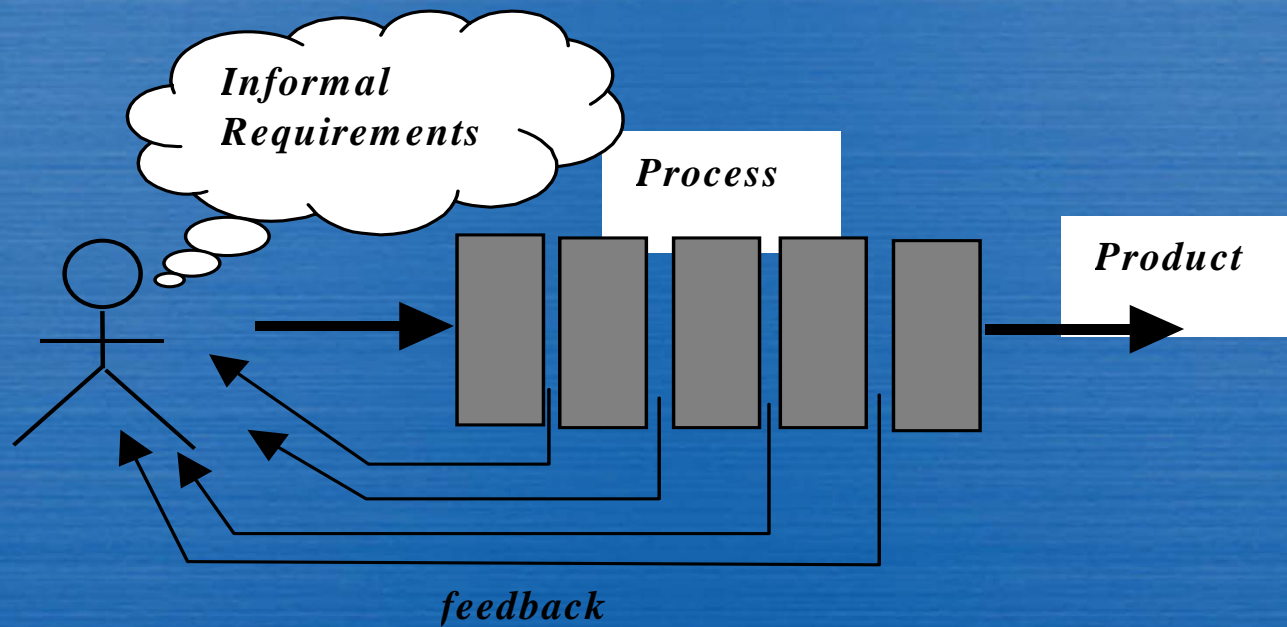 Informal
Requirements
Process
Product
feedback